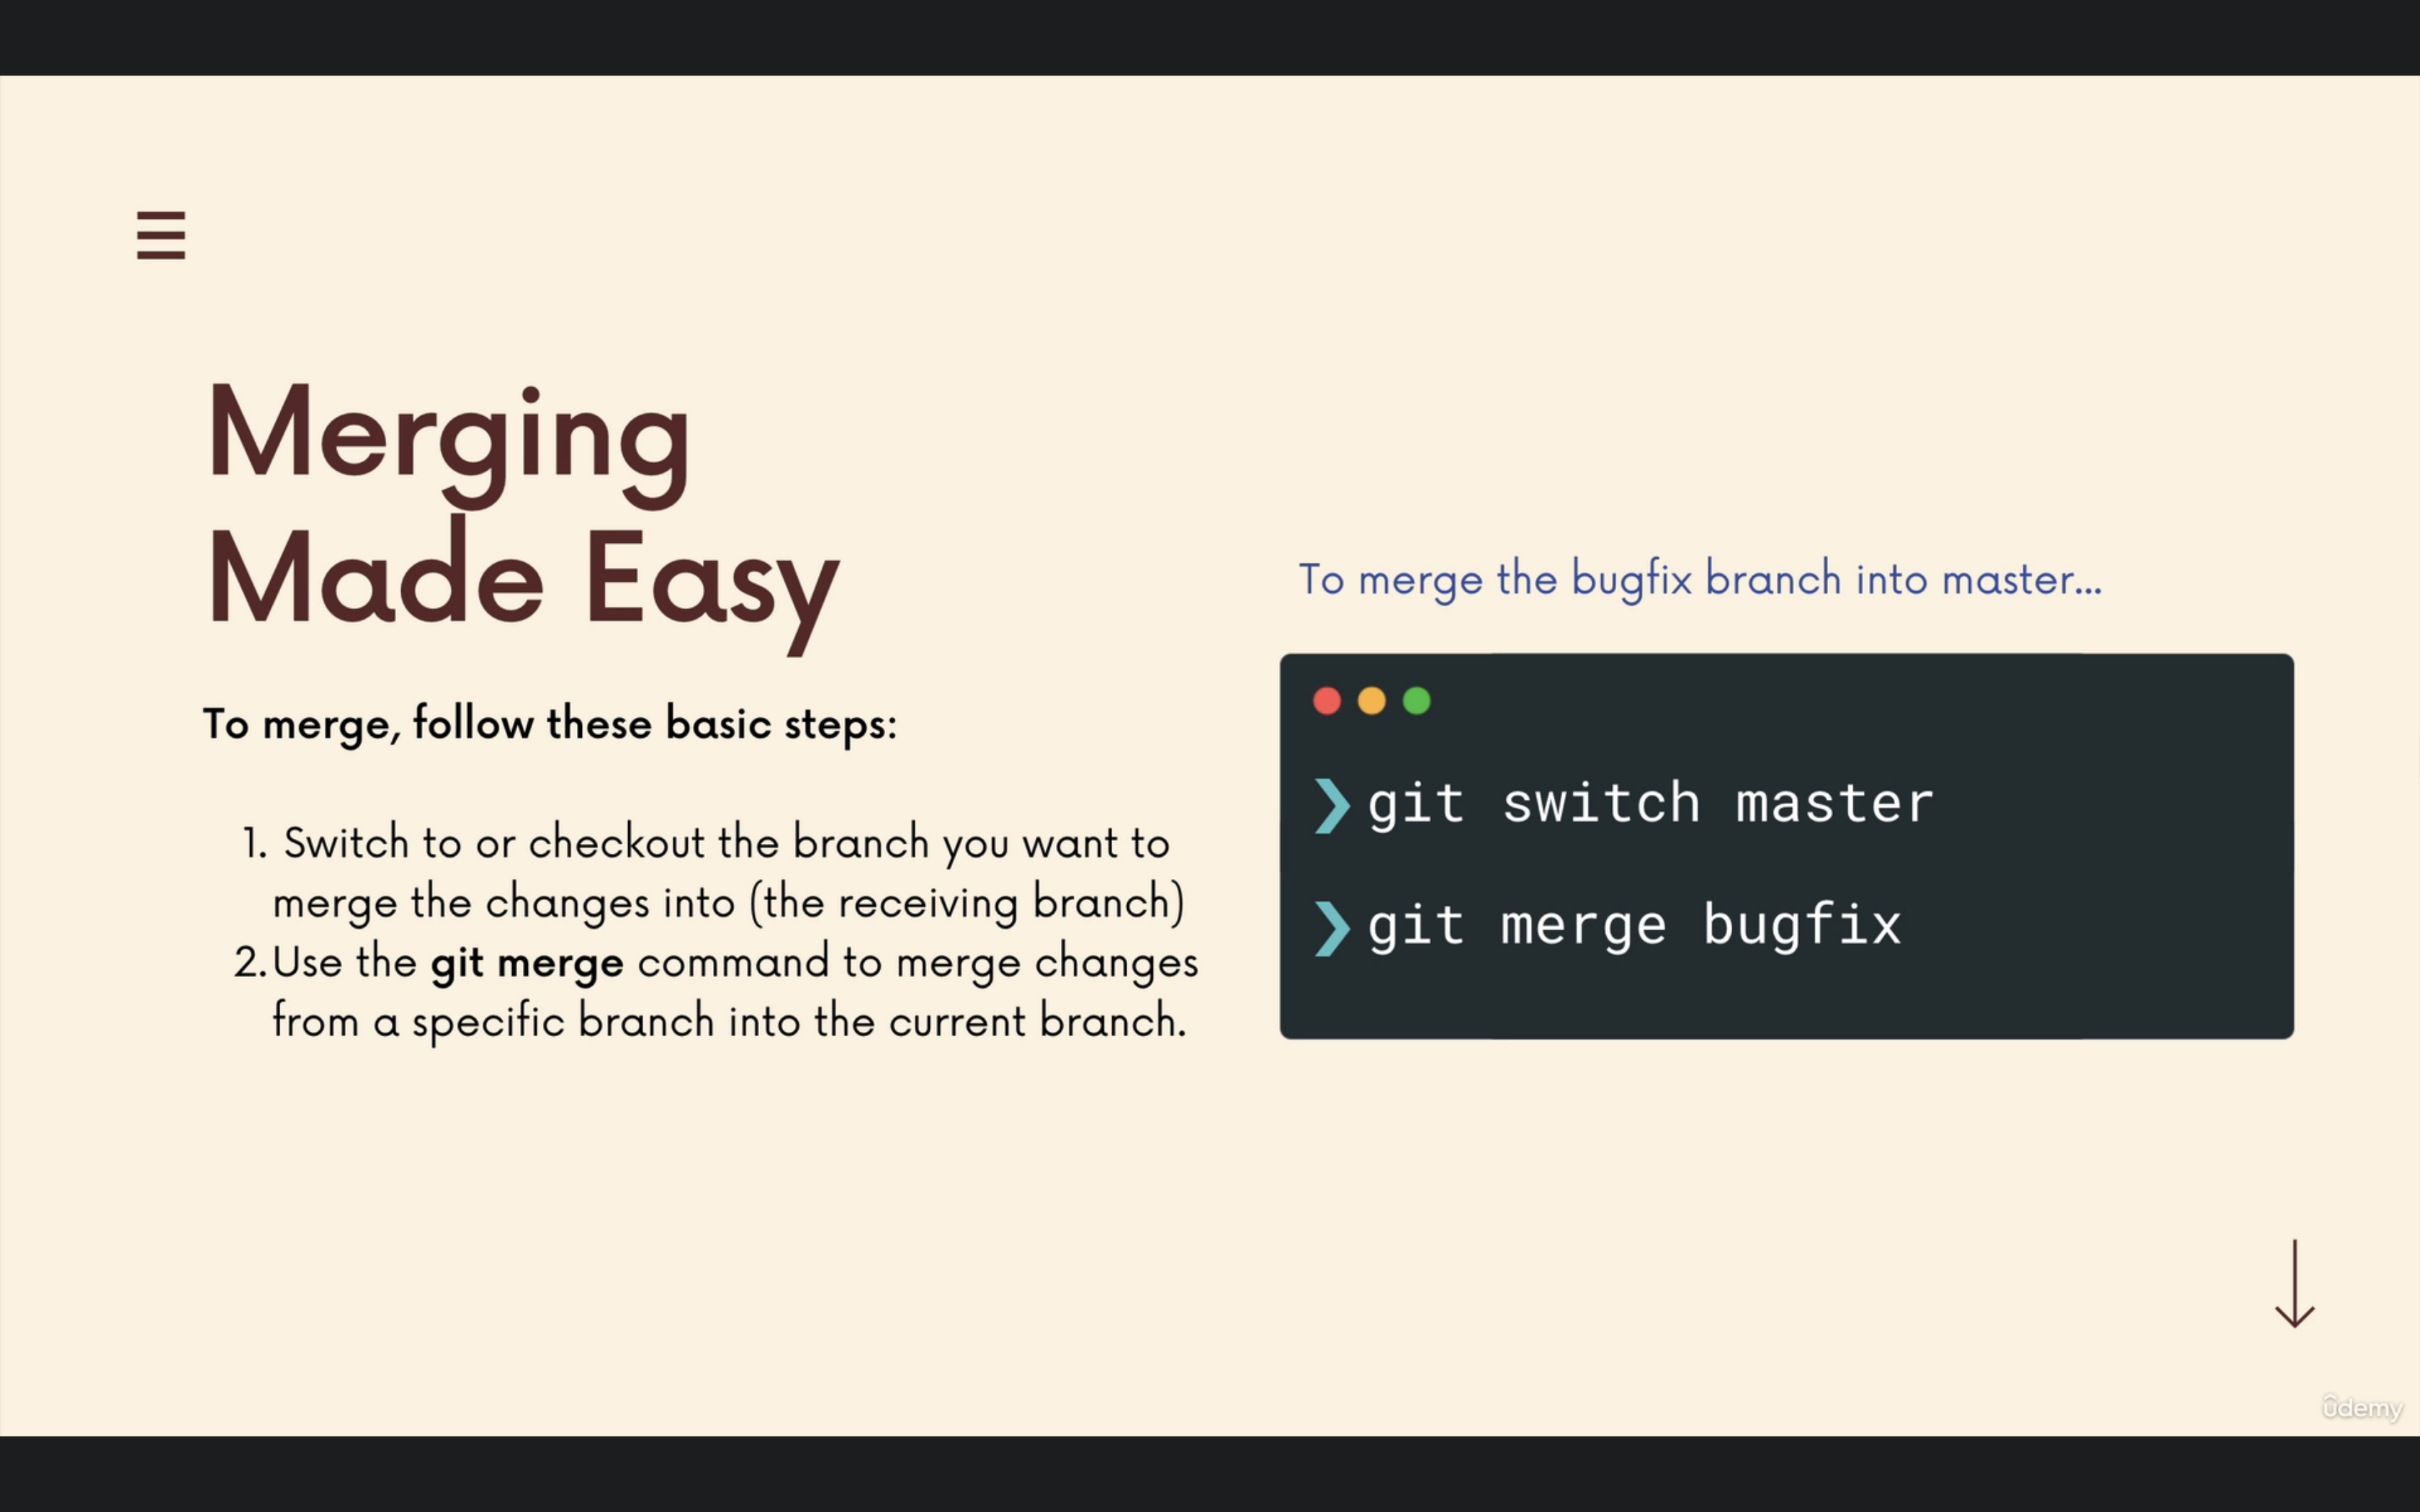 Merging
Made Easy
To merge, follow these basic steps:
1. Switch to or checkout the branch you want to
merge the changes into (the receiving branch)
2. Use the git merge command to merge changes
from a specific branch into the current branch.
To merge the bugfix branch into master...
❯ git switch master
❯ git merge bugfix
ûdemy